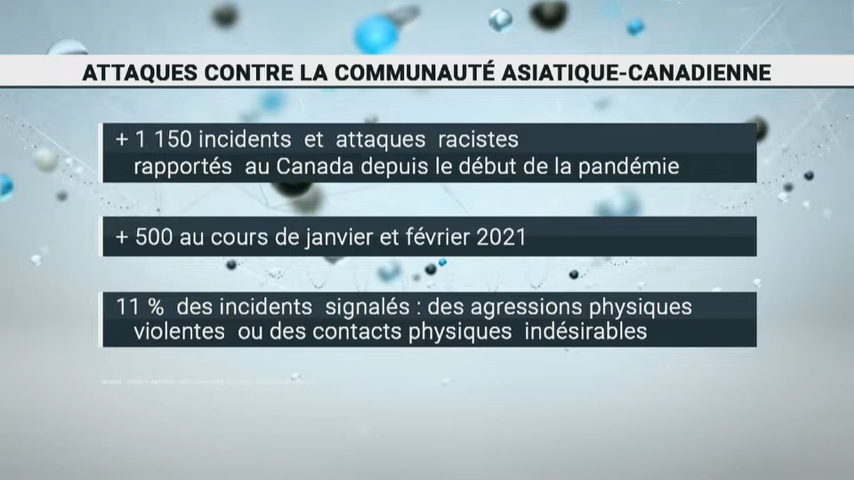 ATTAQUES CONTRE LA COMMUNAUTÉ ASIATIQUE-CANADIENNE
+ 1 150 incidents et attaques racistes
rapportés au Canada depuis le début de la pandémie
+ 500 au cours de janvier et février 2021
11 % des incidents signalés : des agressions physiques
violentes ou des contacts physiques indésirables